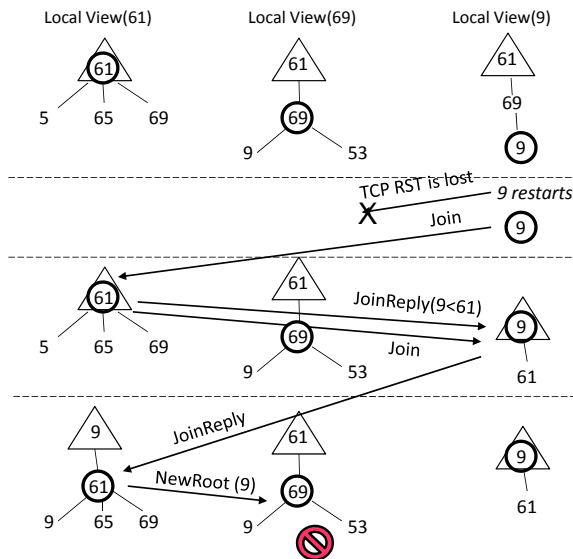 Local View(61) Local View(69) Local View(9)
61 61 61
69
5 65 69
69
9 53
9
TCP RST is lost
X
9 restarts
Join
9
61 61
JoinReply(9<61)
9
69
5 65 69
Join
9 53
61
JoinReply
9 61 9
61 NewRoot (9) 69
61
9 65 69
9 53